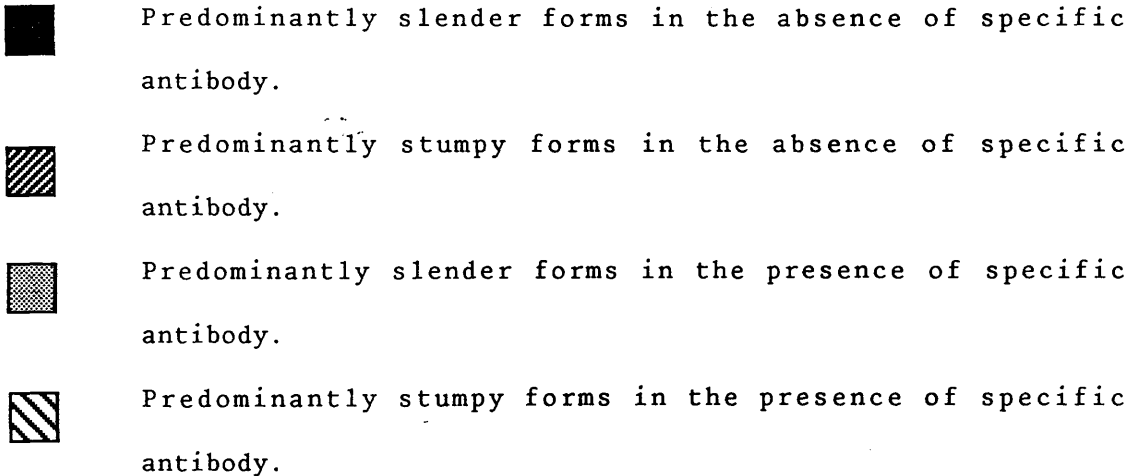 Predominantly slender forms in the absence of specific
antibody.
Predominantly stumpy forms in the absence of specific
antibody.
Predominantly slender forms in the presence of specific
antibody.
Predominantly stumpy forms in the presence of specific
antibody.